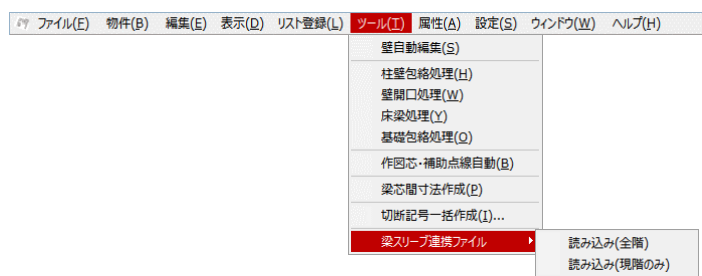 ファイル(F) 物件(B) 編集(E) 表示(D) リスト登録(L) ツール(T) 属性(A) 設定(S) ウィンドウ(W) ヘルプ(H)
壁自動編集(S)
柱壁包絡処理(H)
壁開口処理(W)
床梁処理(Y)
基礎包絡処理(O)
作図芯・補助点線自動(B)
梁芯間寸法作成(P)
切断記号一括作成(I)...
梁スリーブ連携ファイル
読み込み(全階)
読み込み(現階のみ)